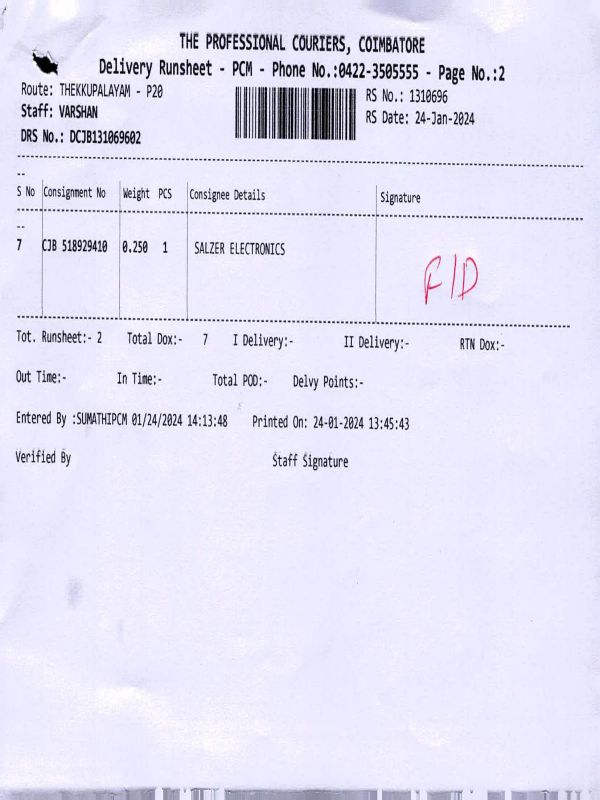 THE PROFESSIONAL COURIERS, COIMBATORE
Delivery Runsheet - PCM - Phone No.:0422-3505555 - Page No.:2
Route: THEKKUPALAYAM - P20
RS No.: 1310696
Staff: VARSHAN
RS Date: 24-Jan-2024
DRS No.: DCJB131069602
--
S No Consignment No Weight PCS Consignee Details Signature
--
7 CJB 518929410 0.250 1 SALZER ELECTRONICS
F/D
Tot. Runsheet:- 2 Total Dox:- 7 I Delivery:- II Delivery:- RTN Dox:-
Out Time:- In Time:- Total POD:- Delvy Points:-
Entered By :SUMATHIPCM 01/24/2024 14:13:48 Printed On: 24-01-2024 13:45:43
Verified By Staff Signature